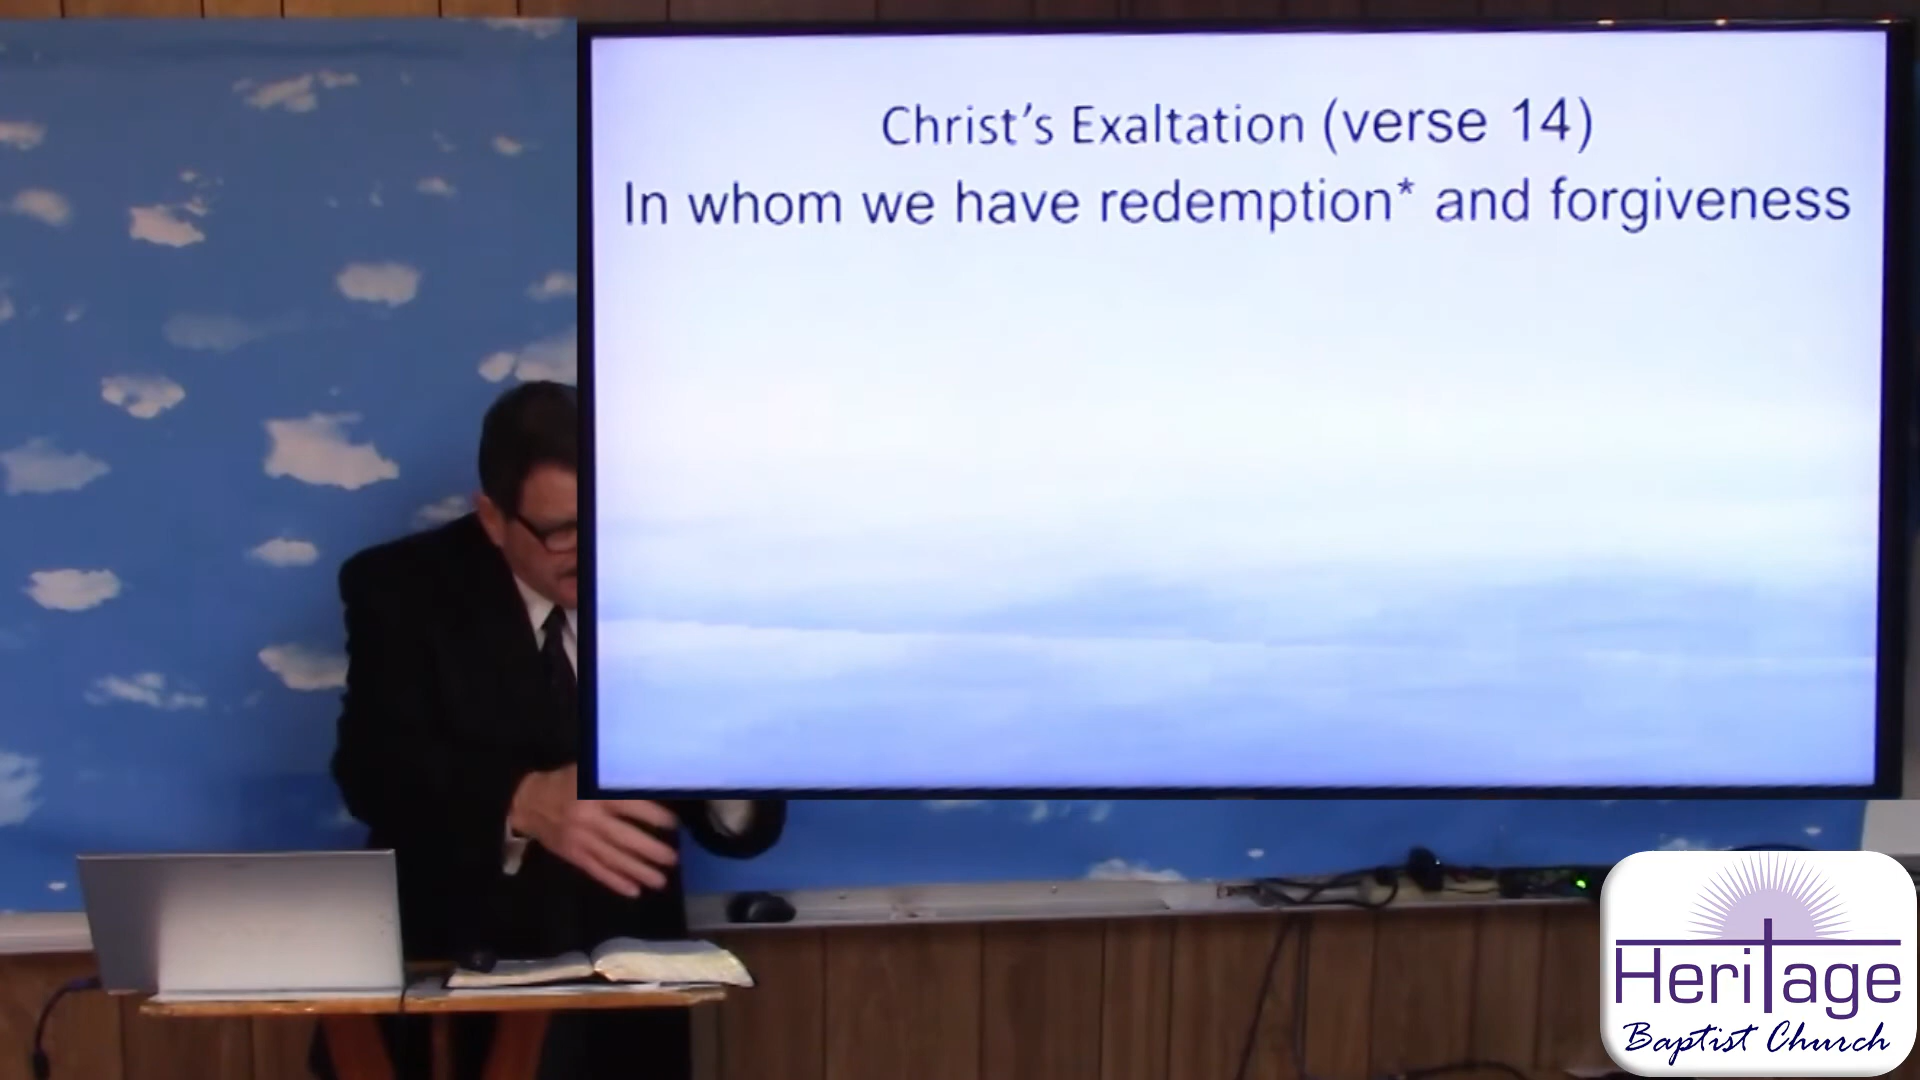 Christ’s Exaltation (verse 14)
In whom we have redemption* and forgiveness
Heritage
Baptist Church